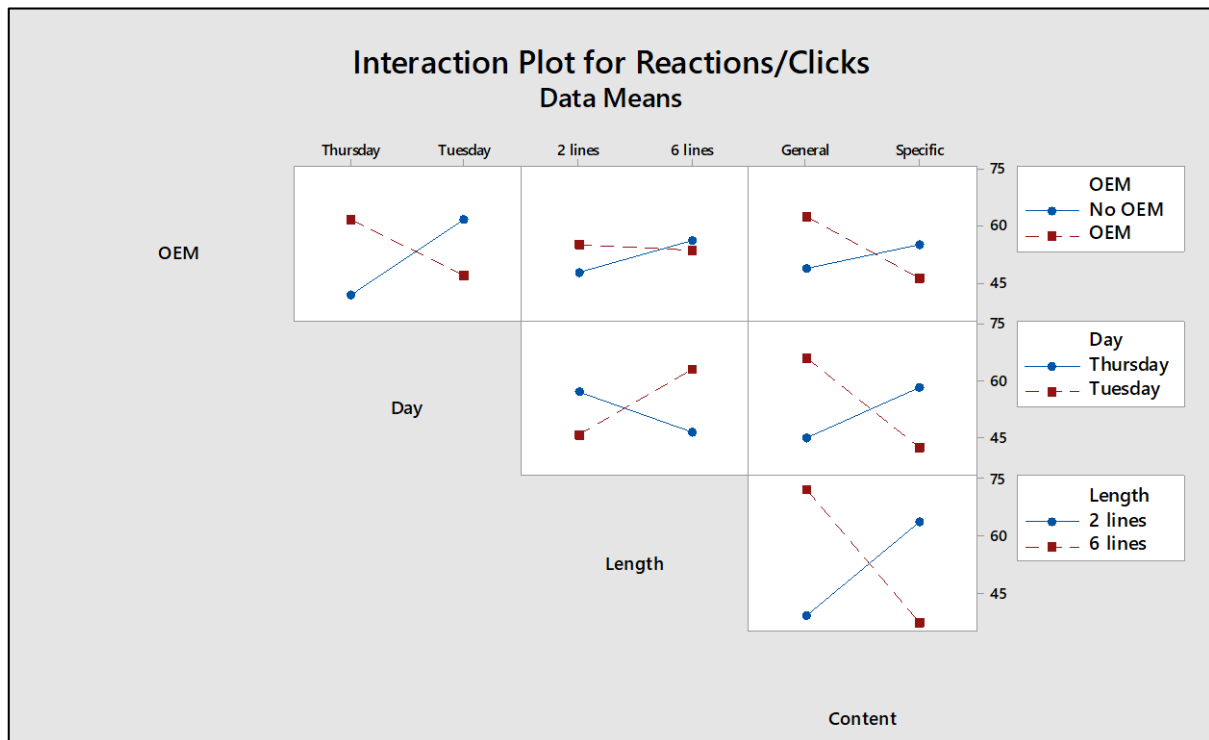 Interaction Plot for Reactions/Clicks
Data Means
Thursday Tuesday 2 lines 6 lines General Specific
OEM
75
60
45
OEM
No OEM
OEM
Day
75
60
45
Day
Thursday
Tuesday
Length
75
60
45
Length
2 lines
6 lines
Content